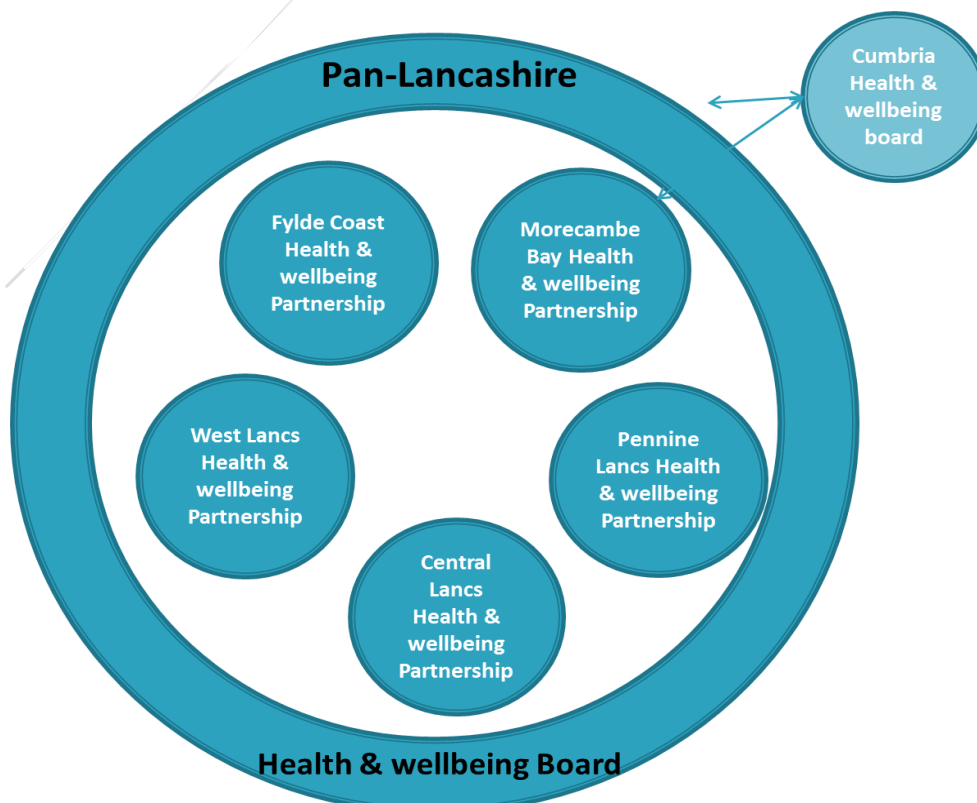 Pan-Lancashire
Cumbria
Health &
wellbeing
board
Fylde Coast
Health &
wellbeing
Partnership
Morecambe
Bay Health
& wellbeing
Partnership
West Lancs
Health &
wellbeing
Partnership
Pennine
Lancs Health
& wellbeing
Partnership
Central
Lancs
Health &
wellbeing
Partnership
Health & wellbeing Board